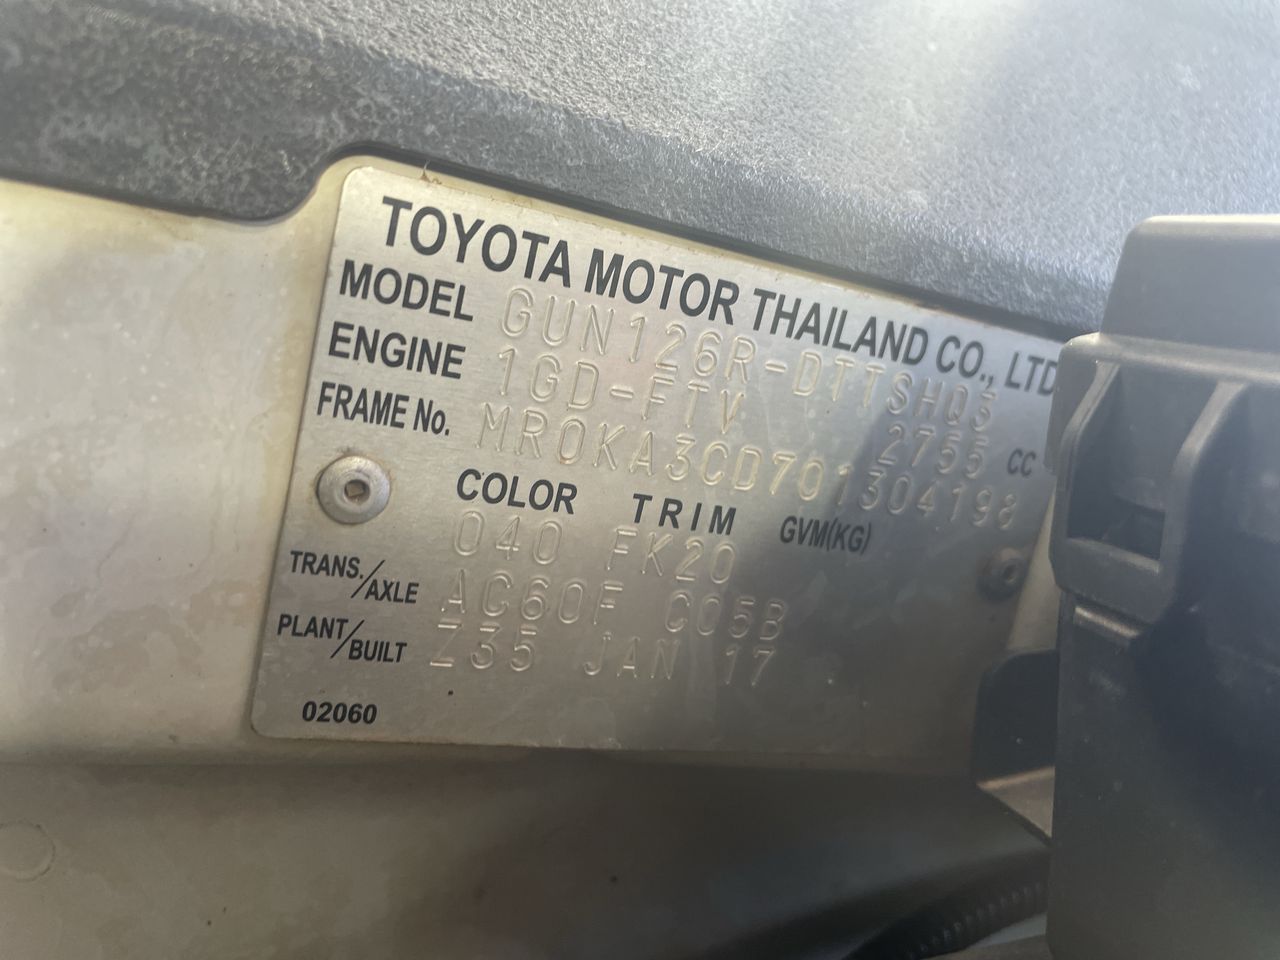 TOYOTA MOTOR THAILAND CO., LTD
MODEL GUN126R-DTTSHQ3
ENGINE 1GD-FTV 2755 CC
FRAME No. MR0KA3CD701304198
COLOR TRIM GVM(KG)
040 FK20
TRANS./AXLE AC60F C05B
PLANT/BUILT Z35 JAN 17
02060